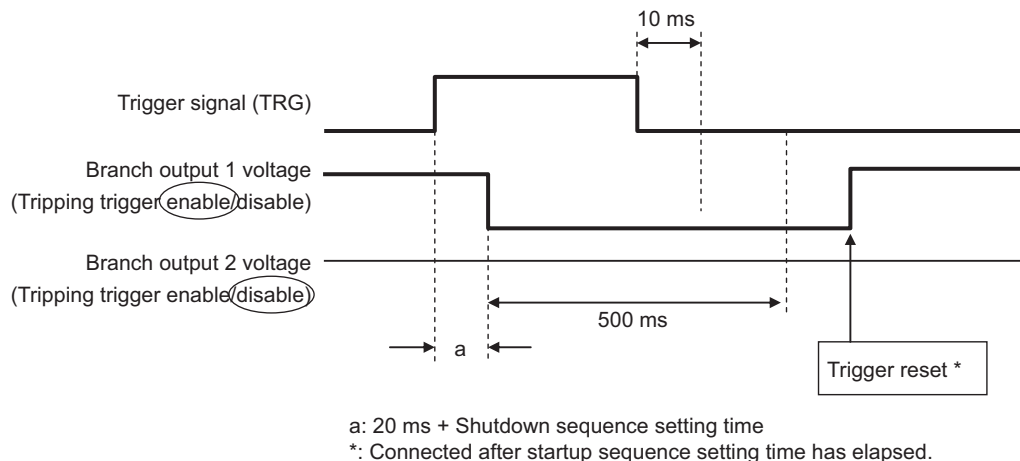 10 ms
Trigger signal (TRG)
Branch output 1 voltage
(Tripping trigger enable/disable)
Branch output 2 voltage
(Tripping trigger enable/disable)
500 ms
a
Trigger reset *
a: 20 ms + Shutdown sequence setting time
*: Connected after startup sequence setting time has elapsed.